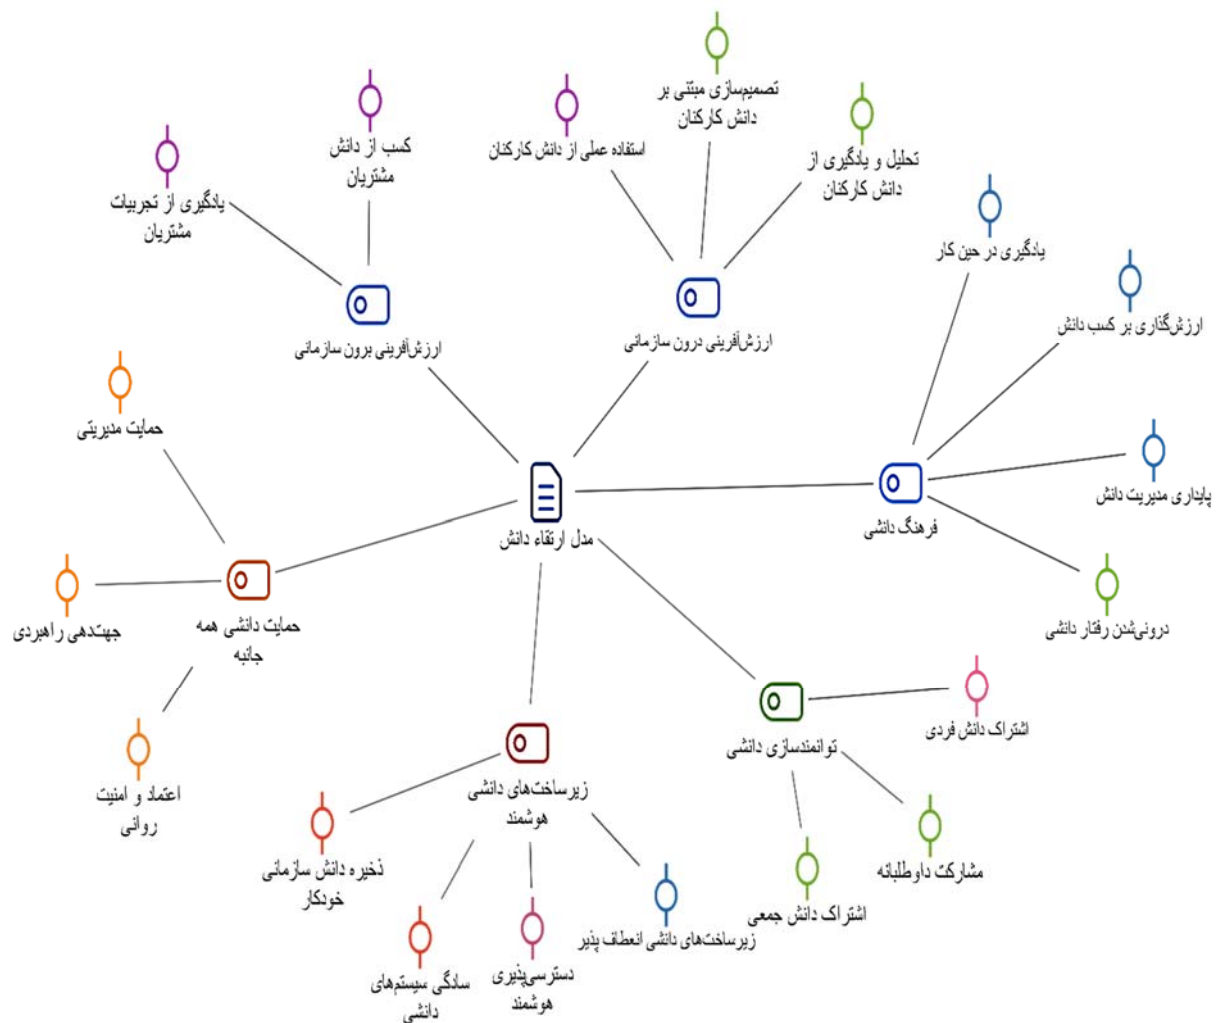 تصمیم‌سازی مبتنی بر
دانش کارکنان
کسب از دانش
مشتریان
استفاده عملی از دانش کارکنان
تحلیل و یادگیری از
دانش کارکنان
یادگیری از تجربیات
مشتریان
یادگیری در حین کار
ارزش‌گذاری بر کسب دانش
ارزش‌آفرینی درون سازمانی
ارزش‌آفرینی برون سازمانی
حمایت مدیریتی
پایداری مدیریت دانش
فرهنگ دانشی
مدل ارتقاء دانش
درونی‌شدن رفتار دانشی
حمایت دانشی همه
جانبه
جهت‌دهی راهبردی
اشتراک دانش فردی
توانمندسازی دانشی
زیرساخت‌های دانشی
هوشمند
اعتماد و امنیت
روانی
ذخیره دانش سازمانی
خودکار
مشارکت داوطلبانه
اشتراک دانش جمعی
زیرساخت‌های دانشی انعطاف پذیر
دسترسی‌پذیری
هوشمند
سادگی سیستم‌های
دانشی